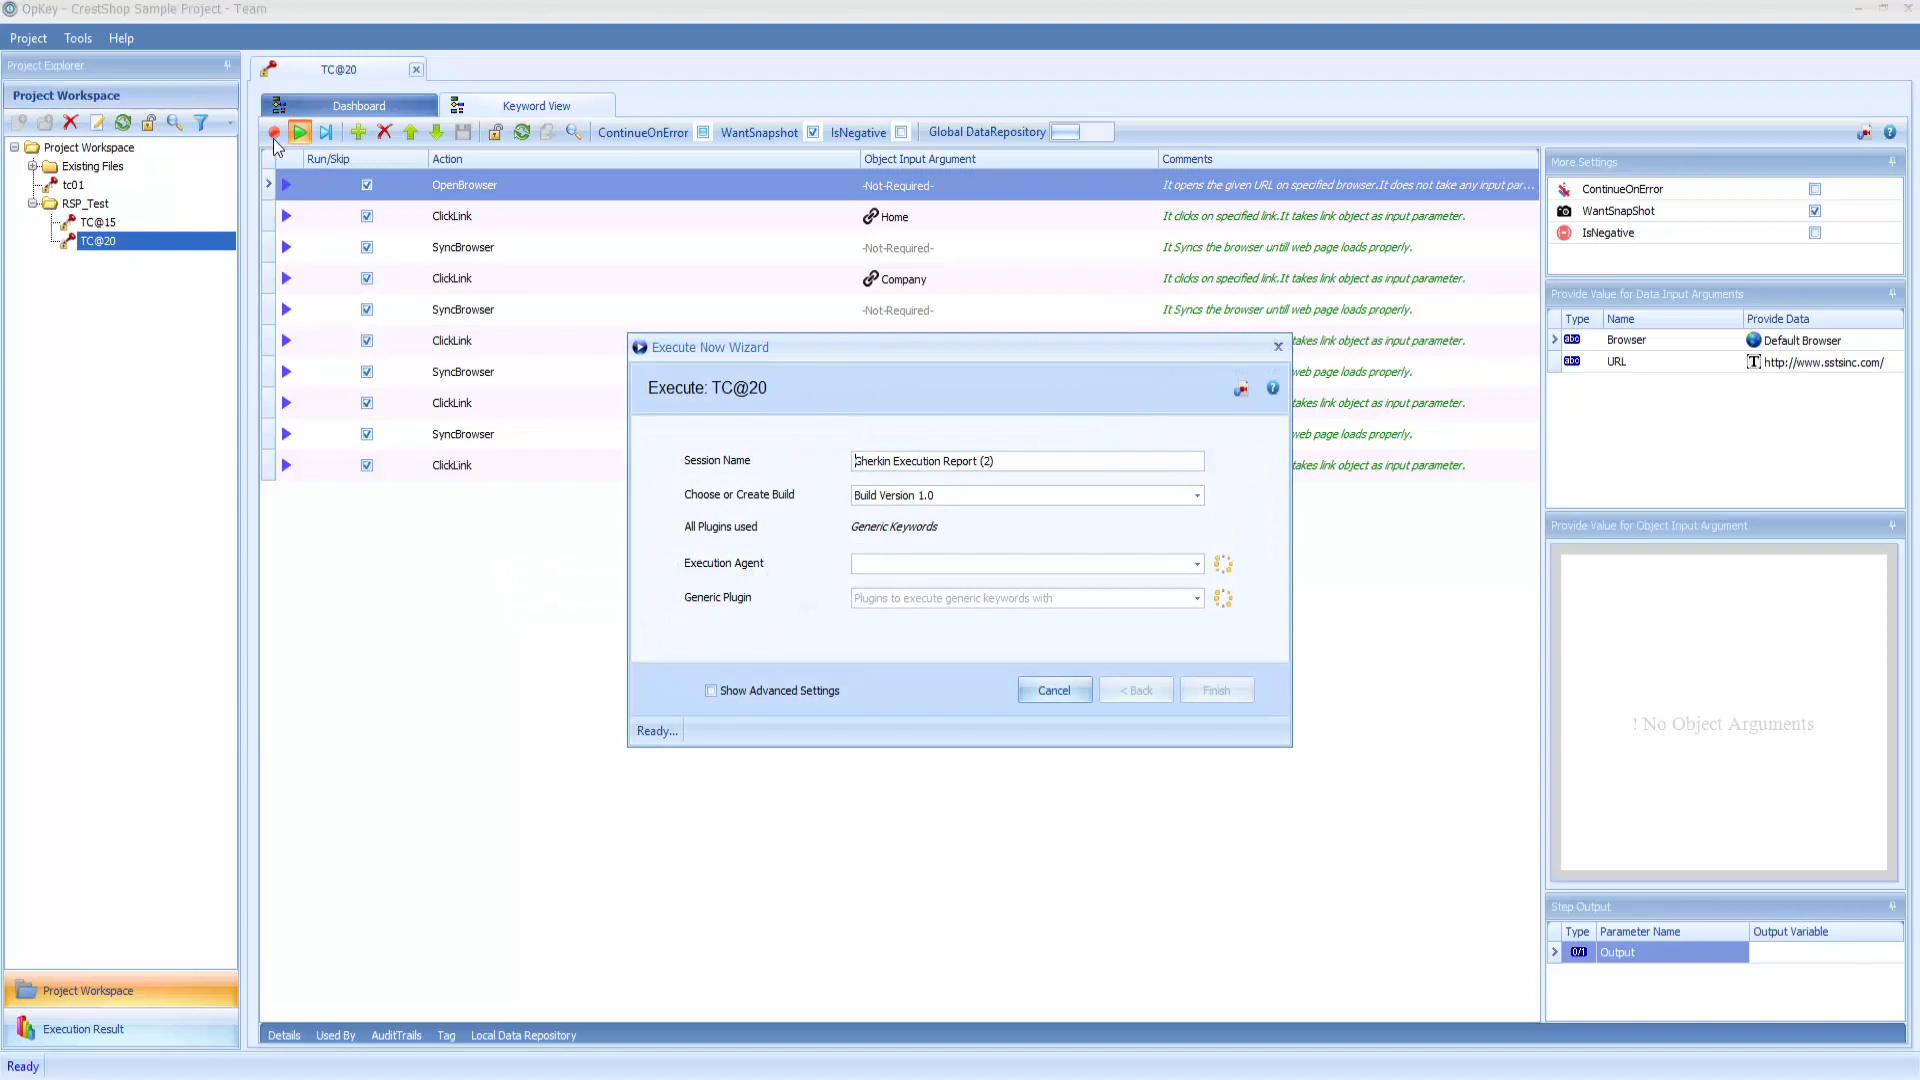 OpKey - CrestShop Sample Project - Team
Project Tools Help
Project Explorer
Project Workspace
Project Workspace
Existing Files
tc01
RSP_Test
TC@15
TC@20
Project Workspace
Execution Result
Ready
TC@20
Dashboard
Keyword View
ContinueOnError WantSnapshot IsNegative Global DataRepository
Run/Skip Action Object Input Argument Comments
OpenBrowser -Not-Required- It opens the given URL on specified browser.It does not take any input par...
ClickLink Home It clicks on specified link.It takes link object as input parameter.
SyncBrowser -Not-Required- It Syncs the browser untill web page loads properly.
ClickLink Company It clicks on specified link.It takes link object as input parameter.
SyncBrowser -Not-Required- It Syncs the browser untill web page loads properly.
ClickLink takes link object as input parameter.
SyncBrowser web page loads properly.
ClickLink takes link object as input parameter.
SyncBrowser web page loads properly.
ClickLink takes link object as input parameter.
Execute Now Wizard
Execute: TC@20
Session Name Gherkin Execution Report (2)
Choose or Create Build Build Version 1.0
All Plugins used Generic Keywords
Execution Agent
Generic Plugin Plugins to execute generic keywords with
Show Advanced Settings
Cancel < Back Finish
Ready...
Details Used By AuditTrails Tag Local Data Repository
More Settings
ContinueOnError
WantSnapShot
IsNegative
Provide Value for Data Input Arguments
Type Name Provide Data
abc Browser Default Browser
abc URL T http://www.sstsinc.com/
Provide Value for Object Input Argument
! No Object Arguments
Step Output
Type Parameter Name Output Variable
0/1 Output